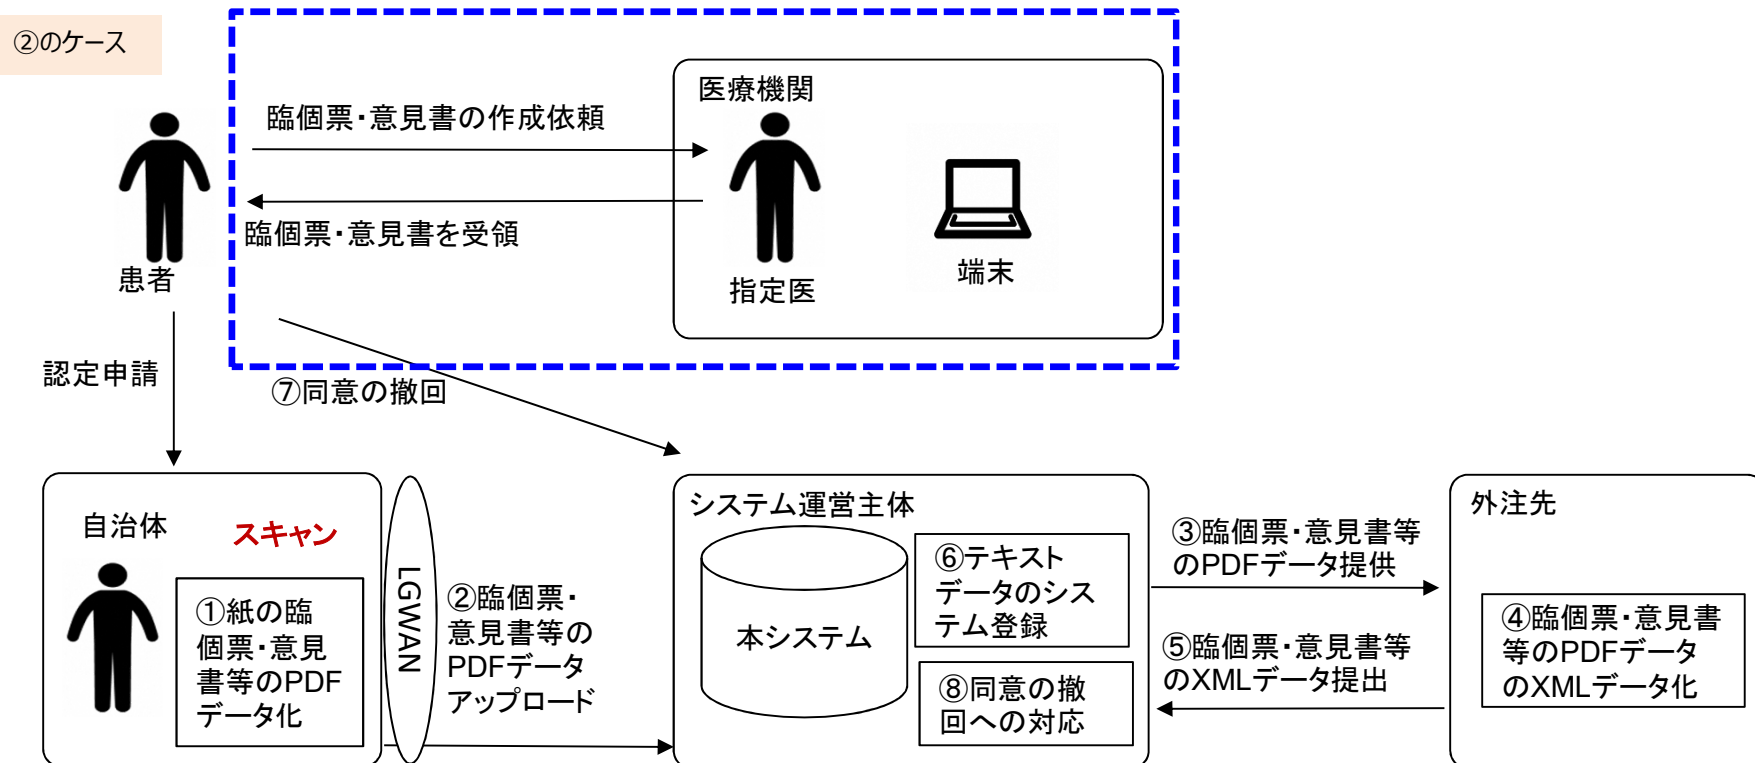 ②のケース
医療機関
臨個票・意見書の作成依頼
臨個票・意見書を受領
患者
指定医
端末
認定申請
⑦同意の撤回
自治体
スキャン
①紙の臨
個票・意見
書等のPDF
データ化
LGWAN
②臨個票・
意見書等の
PDFデータ
アップロード
システム運営主体
本システム
⑥テキスト
データのシス
テム登録
⑧同意の撤
回への対応
③臨個票・意見書等
のPDFデータ提供
⑤臨個票・意見書等
のXMLデータ提出
外注先
④臨個票・意見書
等のPDFデータ
のXMLデータ化